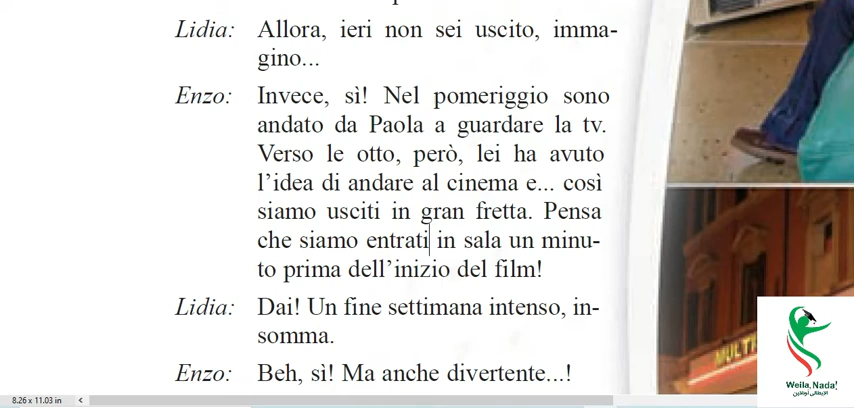 Lidia: Allora, ieri non sei uscito, imma-
gino...
Enzo: Invece, sì! Nel pomeriggio sono
andato da Paola a guardare la tv.
Verso le otto, però, lei ha avuto
l'idea di andare al cinema e... così
siamo usciti in gran fretta. Pensa
che siamo entrati in sala un minu-
to prima dell'inizio del film!
Lidia: Dai! Un fine settimana intenso, in-
somma.
Enzo: Beh, sì! Ma anche divertente...!
MULTI
Weila, Nada!
الإيطالي أونلاين
8.26 x 11.03 in